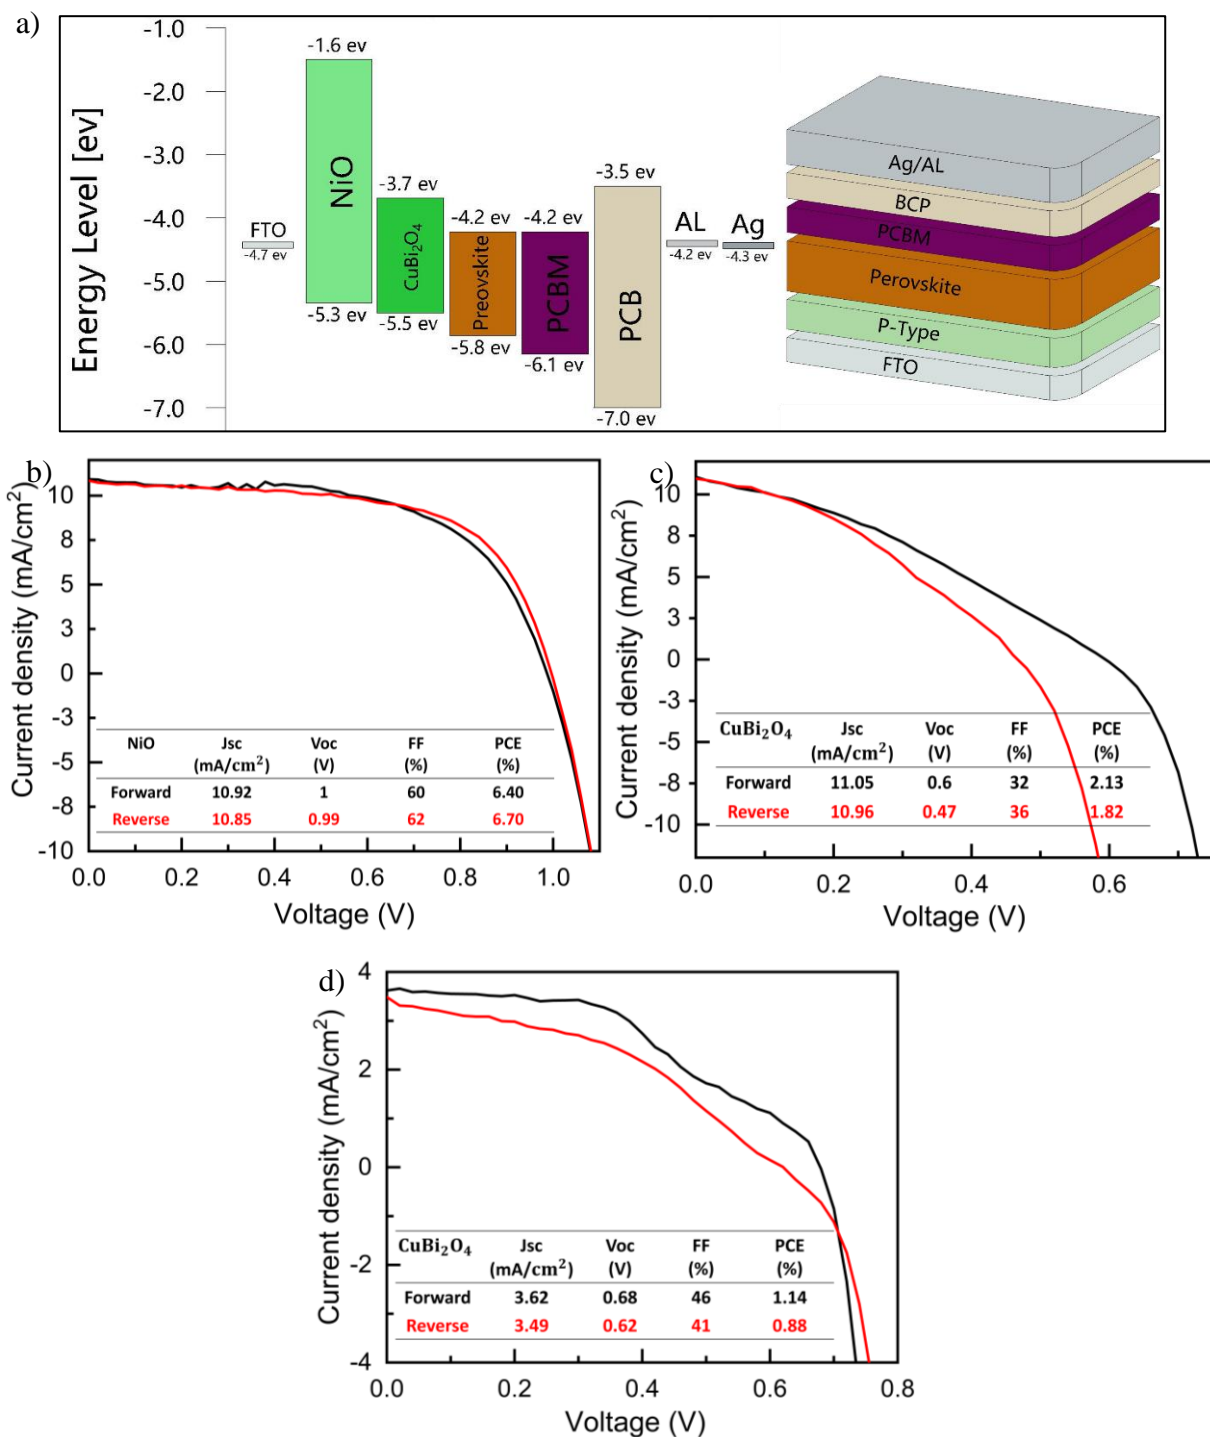 a)
Energy Level [ev]
-1.0
-2.0
-3.0
-4.0
-5.0
-6.0
-7.0
FTO
-4.7 ev
-1.6 ev
NiO
-5.3 ev
-3.7 ev
CuBi₂O₄
-5.5 ev
-4.2 ev
Preovskite
-5.8 ev
-4.2 ev
PCBM
-6.1 ev
-3.5 ev
PCB
-7.0 ev
AL
-4.2 ev
Ag
-4.3 ev
Ag/AL
BCP
PCBM
Perovskite
P-Type
FTO
b)
Current density (mA/cm²)
10
8
5
3
0
-3
-5
-8
-10
NiO Jsc (mA/cm²) Voc (V) FF (%) PCE (%)
Forward 10.92 1 60 6.40
Reverse 10.85 0.99 62 6.70
0.0 0.2 0.4 0.6 0.8 1.0
Voltage (V)
c)
Current density (mA/cm²)
10
8
5
3
0
-3
-5
-8
-10
CuBi₂O₄ Jsc (mA/cm²) Voc (V) FF (%) PCE (%)
Forward 11.05 0.6 32 2.13
Reverse 10.96 0.47 36 1.82
0.0 0.2 0.4 0.6
Voltage (V)
d)
Current density (mA/cm²)
4
2
0
-2
-4
CuBi₂O₄ Jsc (mA/cm²) Voc (V) FF (%) PCE (%)
Forward 3.62 0.68 46 1.14
Reverse 3.49 0.62 41 0.88
0.0 0.2 0.4 0.6 0.8
Voltage (V)